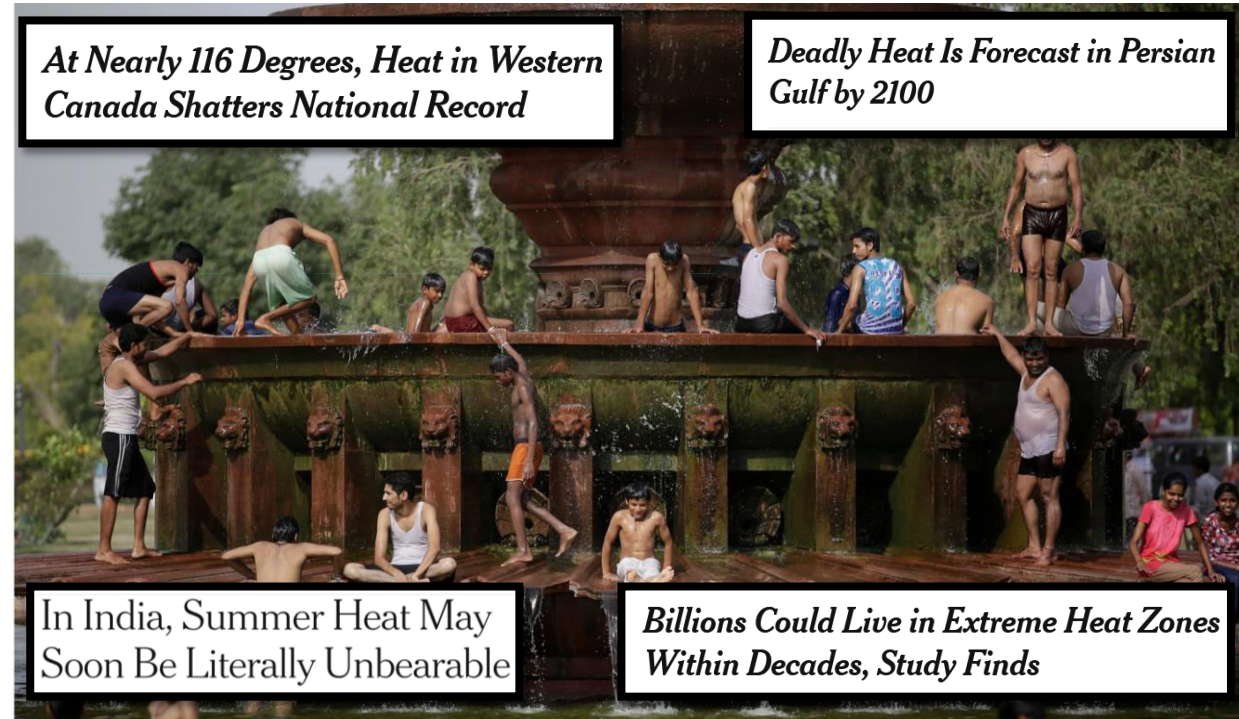 At Nearly 116 Degrees, Heat in Western
Canada Shatters National Record
Deadly Heat Is Forecast in Persian
Gulf by 2100
In India, Summer Heat May
Soon Be Literally Unbearable
Billions Could Live in Extreme Heat Zones
Within Decades, Study Finds